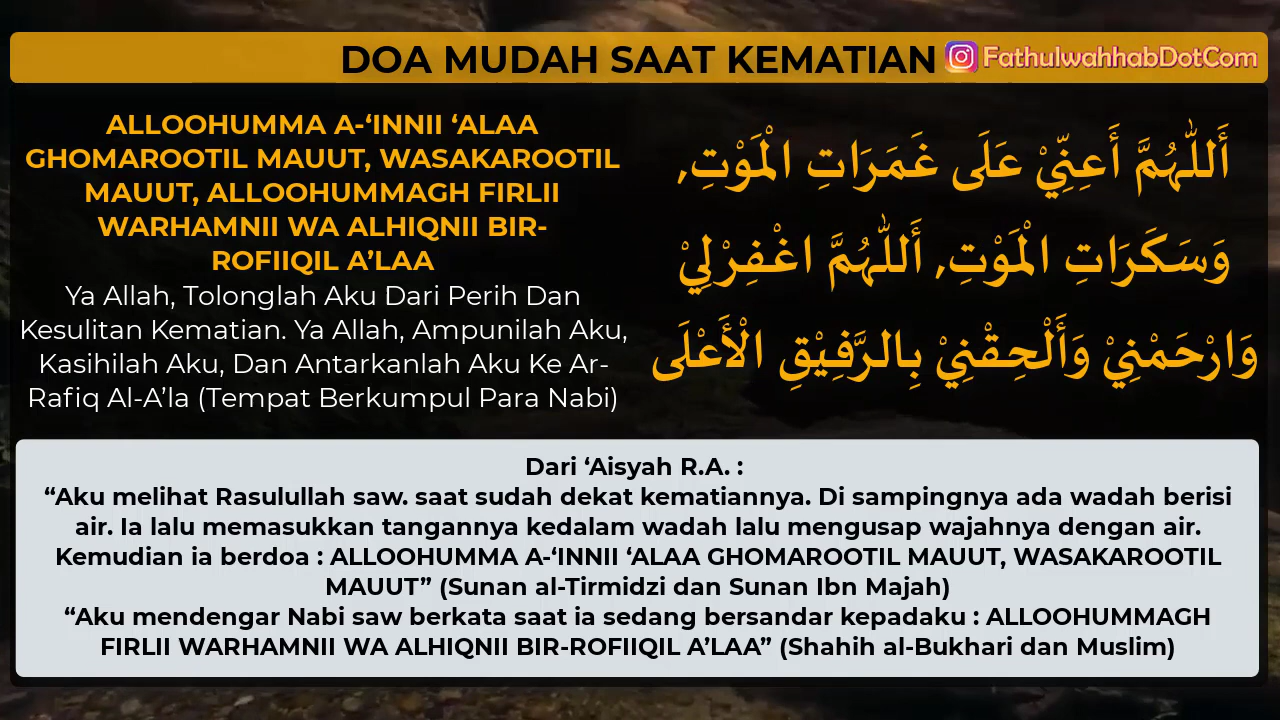 DOA MUDAH SAAT KEMATIAN
FathulwahhabDotCom
ALLOOHUMMA A-‘INNII ‘ALAA
GHOMAROOTIL MAUUT, WASAKAROOTIL
MAUUT, ALLOOHUMMAGH FIRLII
WARHAMNII WA ALHIQNII BIR-
ROFIIQIL A’LAA
Ya Allah, Tolonglah Aku Dari Perih Dan
Kesulitan Kematian. Ya Allah, Ampunilah Aku,
Kasihilah Aku, Dan Antarkanlah Aku Ke Ar-
Rafiq Al-A’la (Tempat Berkumpul Para Nabi)
أَللّٰهُمَّ أَعِنِّيْ عَلَى غَمَرَاتِ الْمَوْتِ,
وَسَكَرَاتِ الْمَوْتِ, أَللّٰهُمَّ اغْفِرْلِيْ
وَارْحَمْنِيْ وَأَلْحِقْنِيْ بِالرَّفِيْقِ الْأَعْلَى
Dari ‘Aisyah R.A. :
“Aku melihat Rasulullah saw. saat sudah dekat kematiannya. Di sampingnya ada wadah berisi
air. Ia lalu memasukkan tangannya kedalam wadah lalu mengusap wajahnya dengan air.
Kemudian ia berdoa : ALLOOHUMMA A-‘INNII ‘ALAA GHOMAROOTIL MAUUT, WASAKAROOTIL
MAUUT” (Sunan al-Tirmidzi dan Sunan Ibn Majah)
“Aku mendengar Nabi saw berkata saat ia sedang bersandar kepadaku : ALLOOHUMMAGH
FIRLII WARHAMNII WA ALHIQNII BIR-ROFIIQIL A’LAA” (Shahih al-Bukhari dan Muslim)